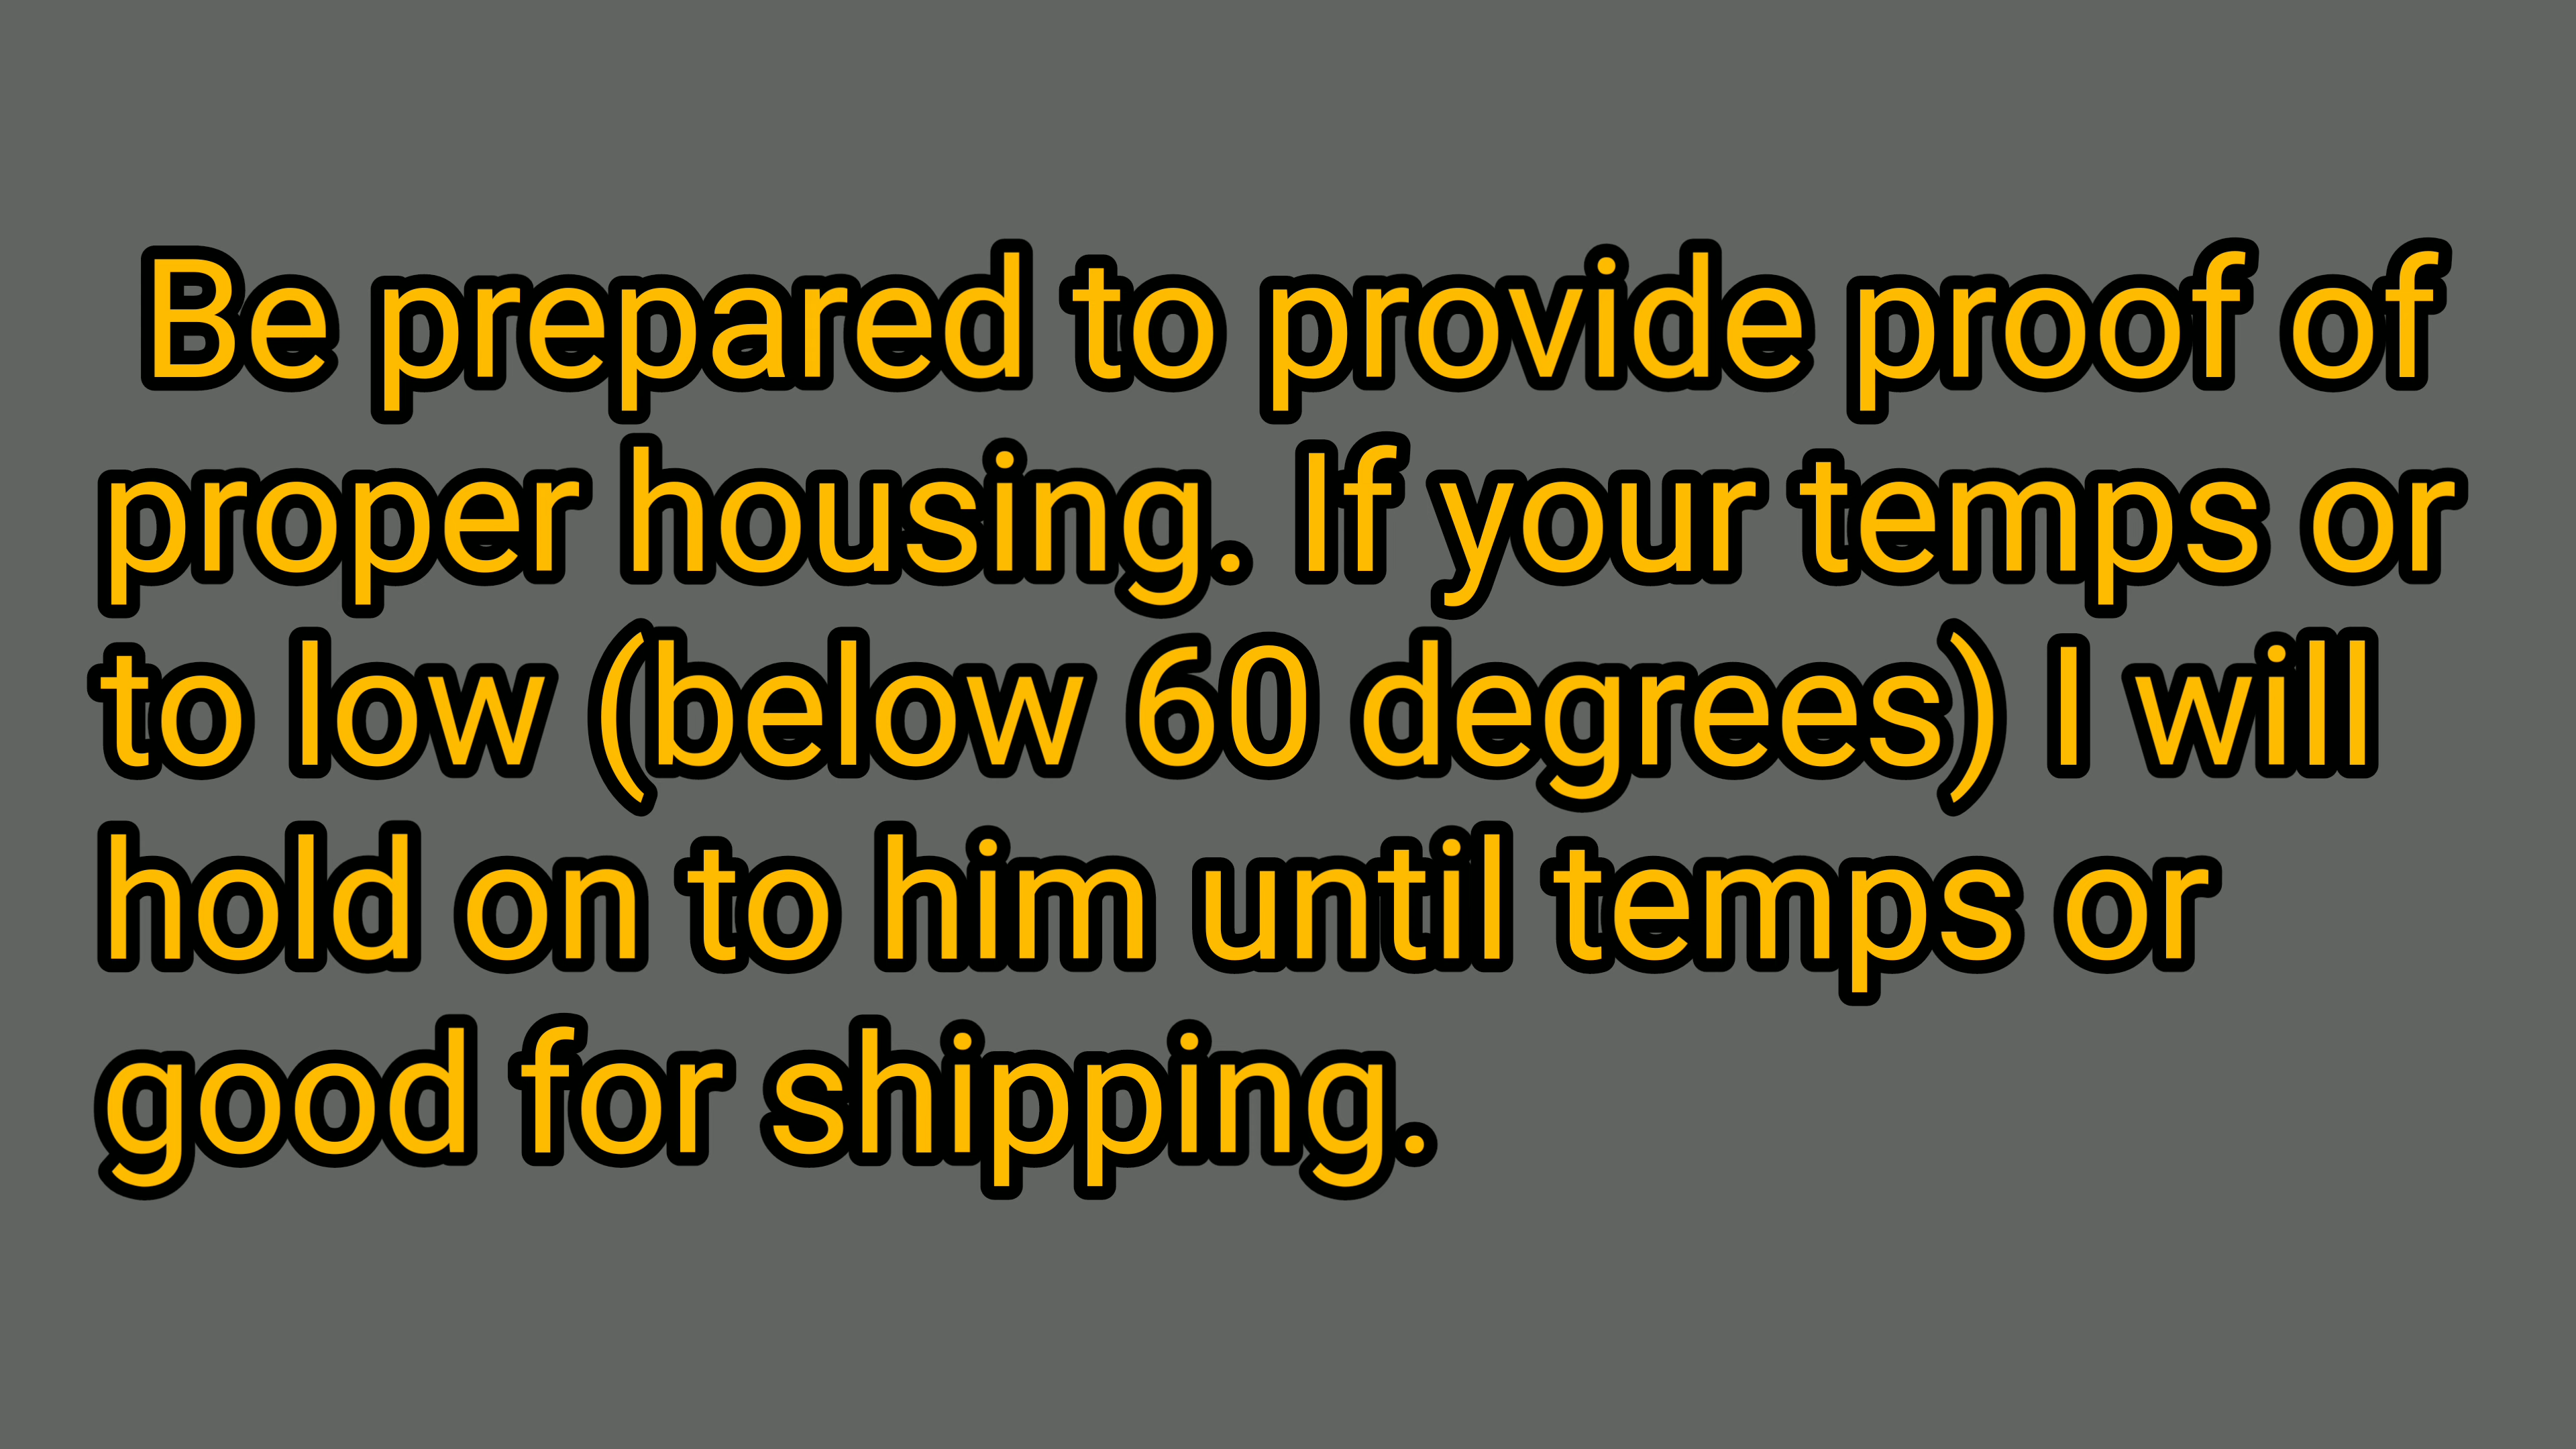 Be prepared to provide proof of
proper housing. If your temps or
to low (below 60 degrees) I will
hold on to him until temps or
good for shipping.